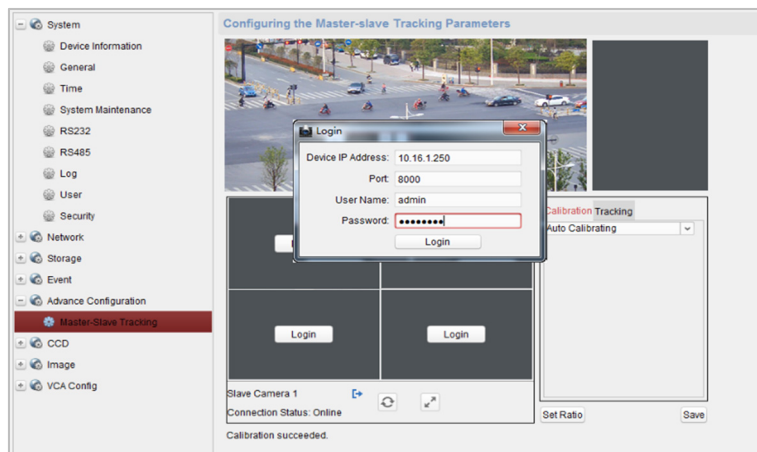 System
Device Information
General
Time
System Maintenance
RS232
RS485
Log
User
Security
Network
Storage
Event
Advance Configuration
Master-Slave Tracking
CCD
Image
VCA Config
Configuring the Master-slave Tracking Parameters
Login
Device IP Address: 10.16.1.250
Port: 8000
User Name: admin
Password: ••••••••
Login
Calibration Tracking
Auto Calibrating
Login Login
Slave Camera 1
Connection Status: Online
Set Ratio Save
Calibration succeeded.